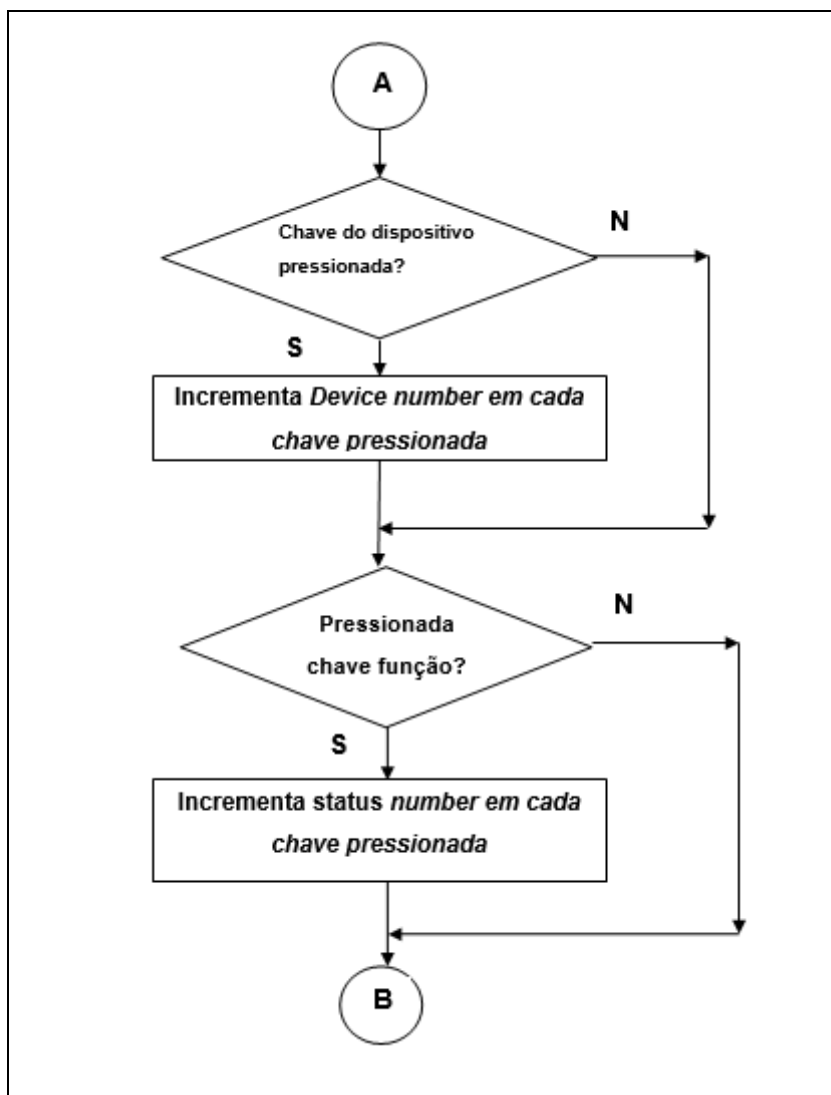 A
Chave do dispositivo
pressionada?
N
S
Incrementa Device number em cada
chave pressionada
Pressionada
chave função?
N
S
Incrementa status number em cada
chave pressionada
B